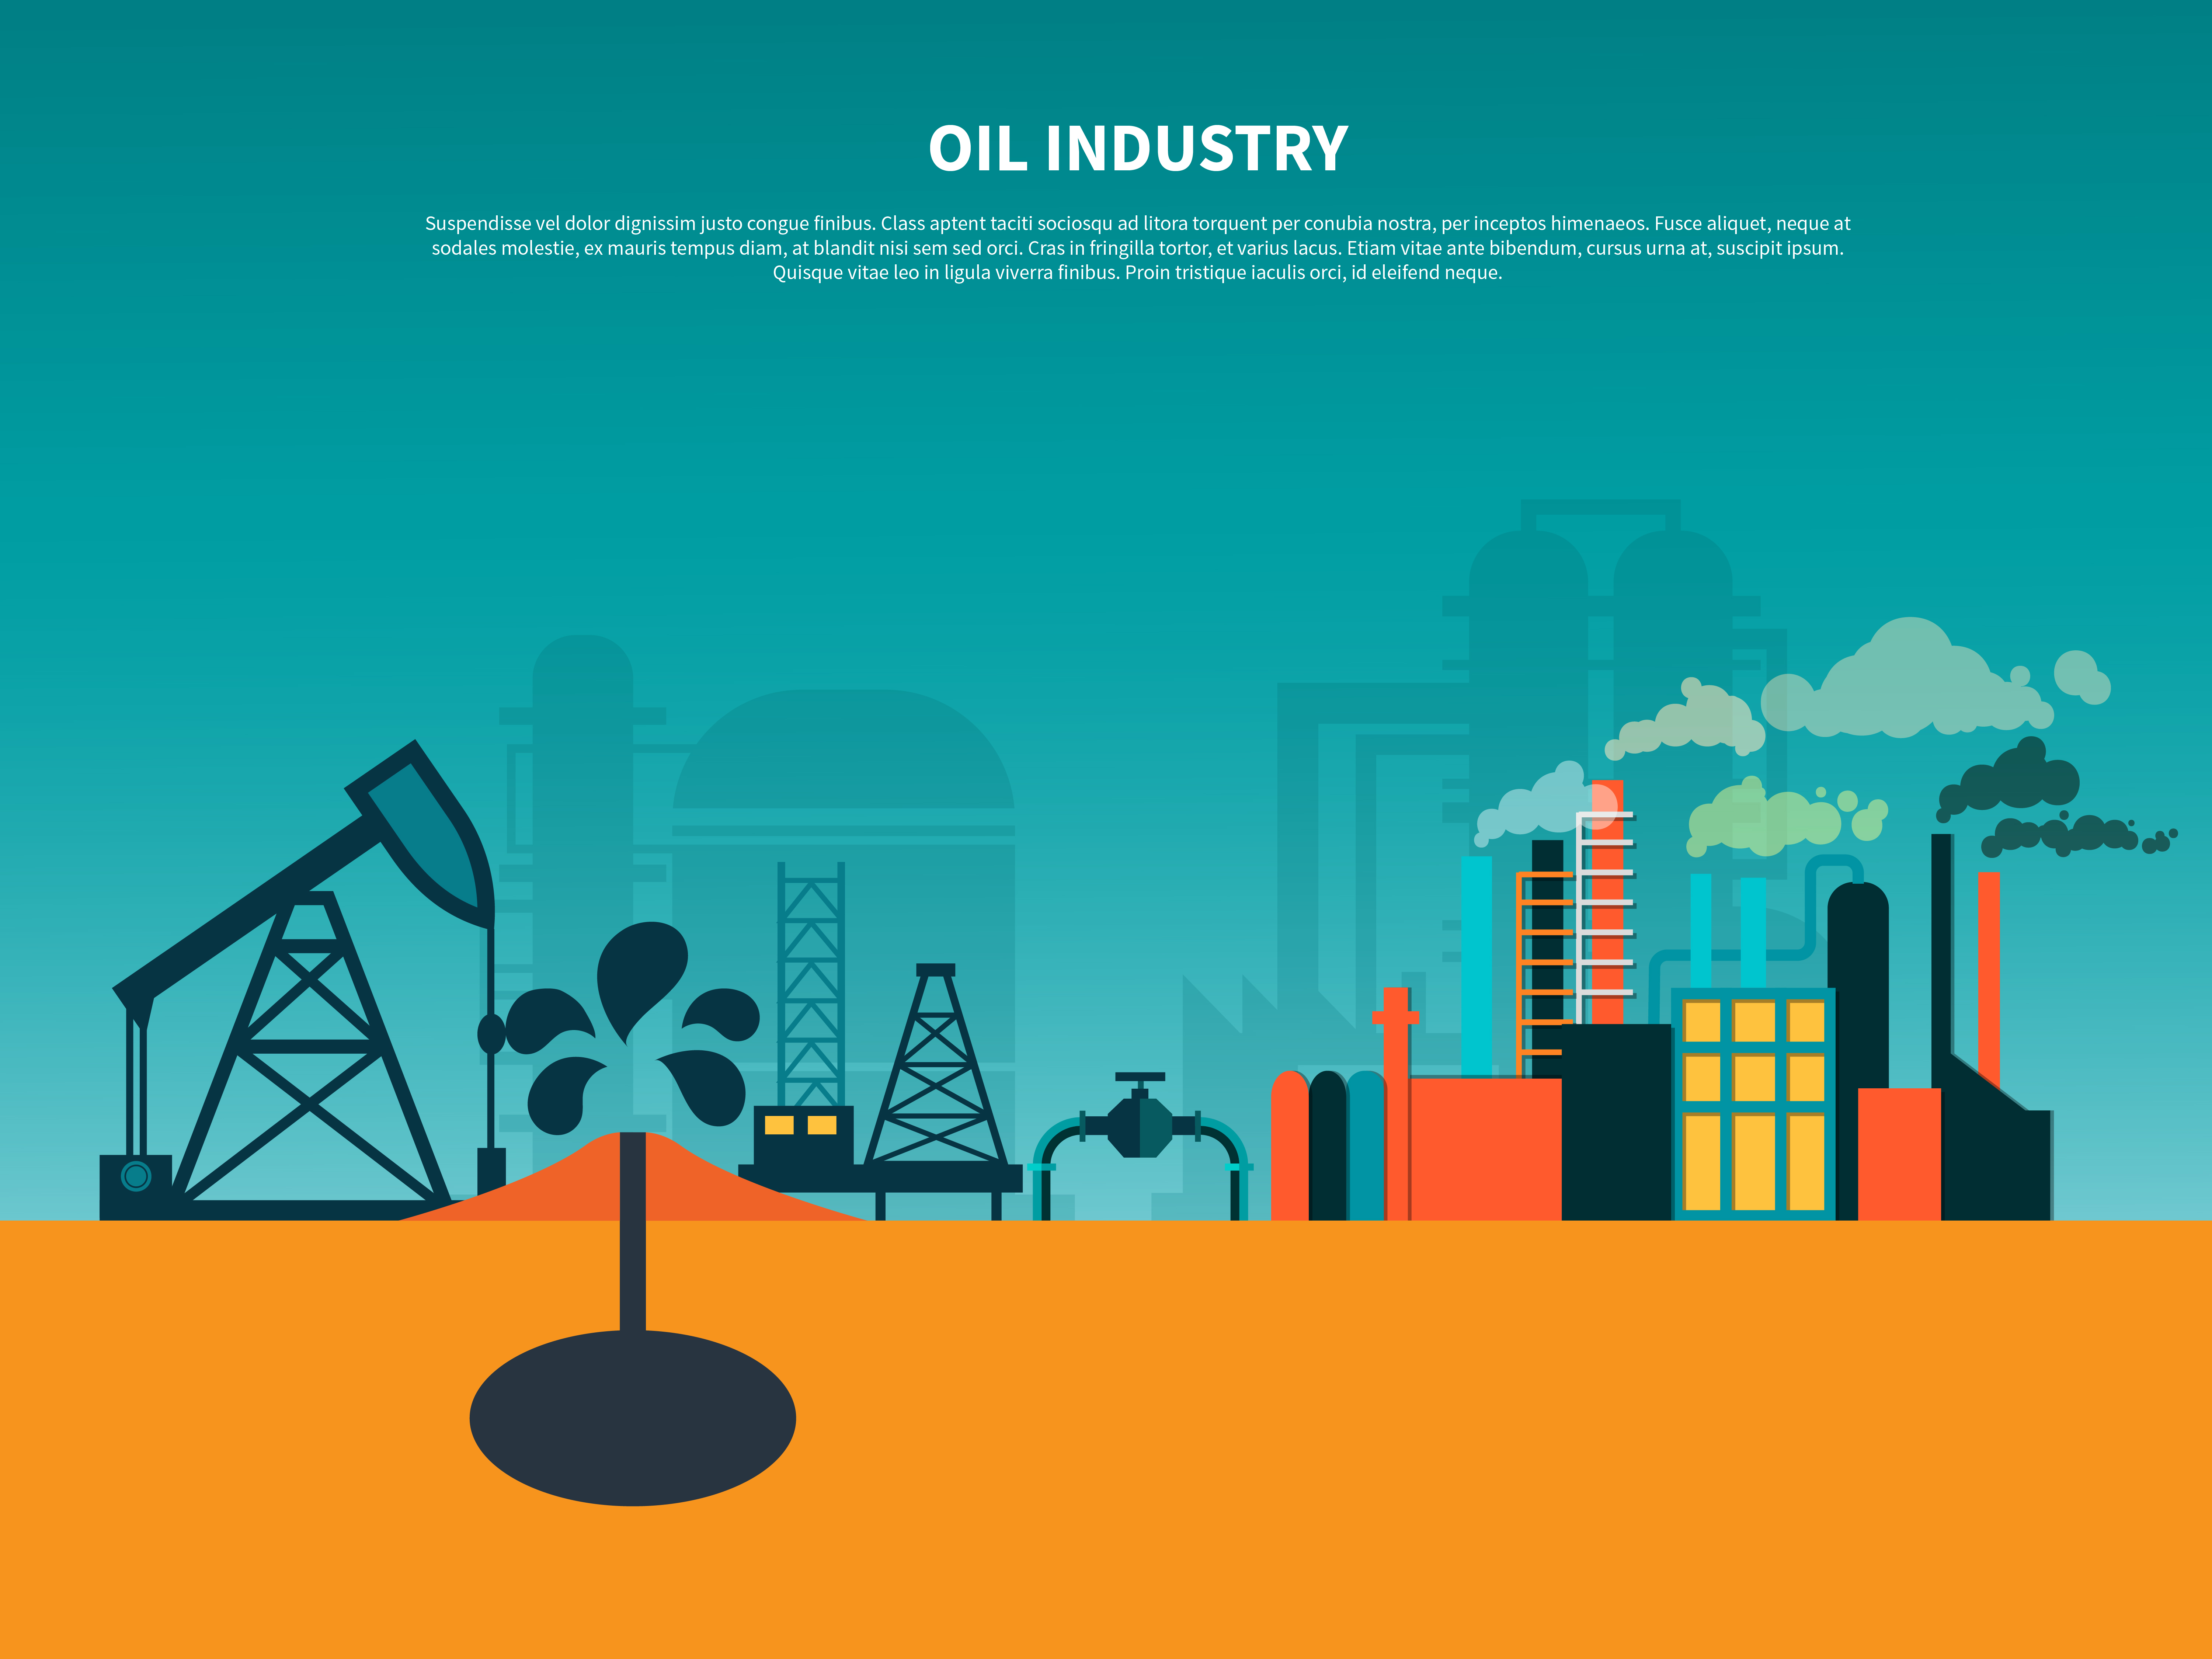 OIL INDUSTRY
Suspendisse vel dolor dignissim justo congue finibus. Class aptent taciti sociosqu ad litora torquent per conubia nostra, per inceptos himenaeos. Fusce aliquet, neque at
sodales molestie, ex mauris tempus diam, at blandit nisi sem sed orci. Cras in fringilla tortor, et varius lacus. Etiam vitae ante bibendum, cursus urna at, suscipit ipsum.
Quisque vitae leo in ligula viverra finibus. Proin tristique iaculis orci, id eleifend neque.